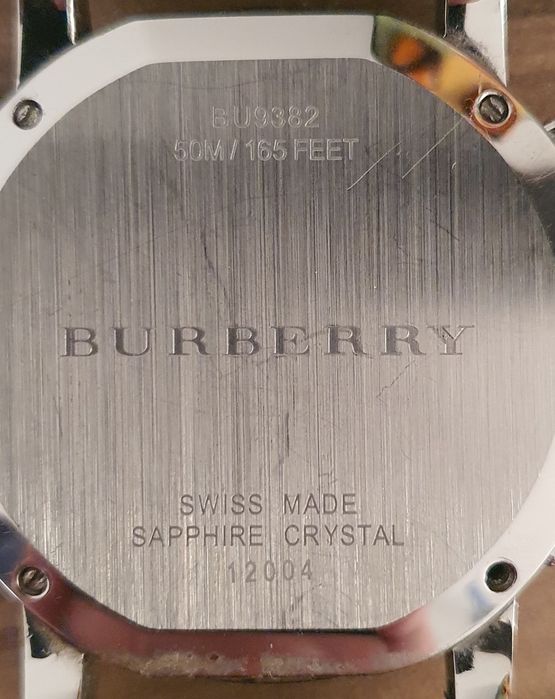 BU9382
50M / 165 FEET
BURBERRY
SWISS MADE
SAPPHIRE CRYSTAL
12004